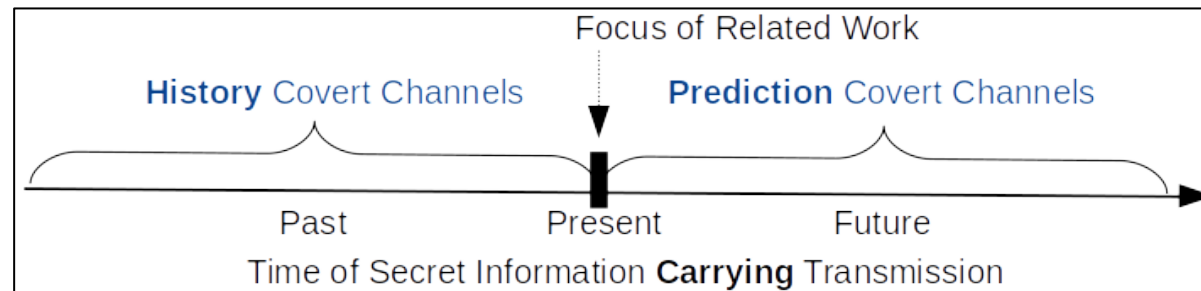 Focus of Related Work
History Covert Channels
Prediction Covert Channels
Past
Present
Future
Time of Secret Information Carrying Transmission